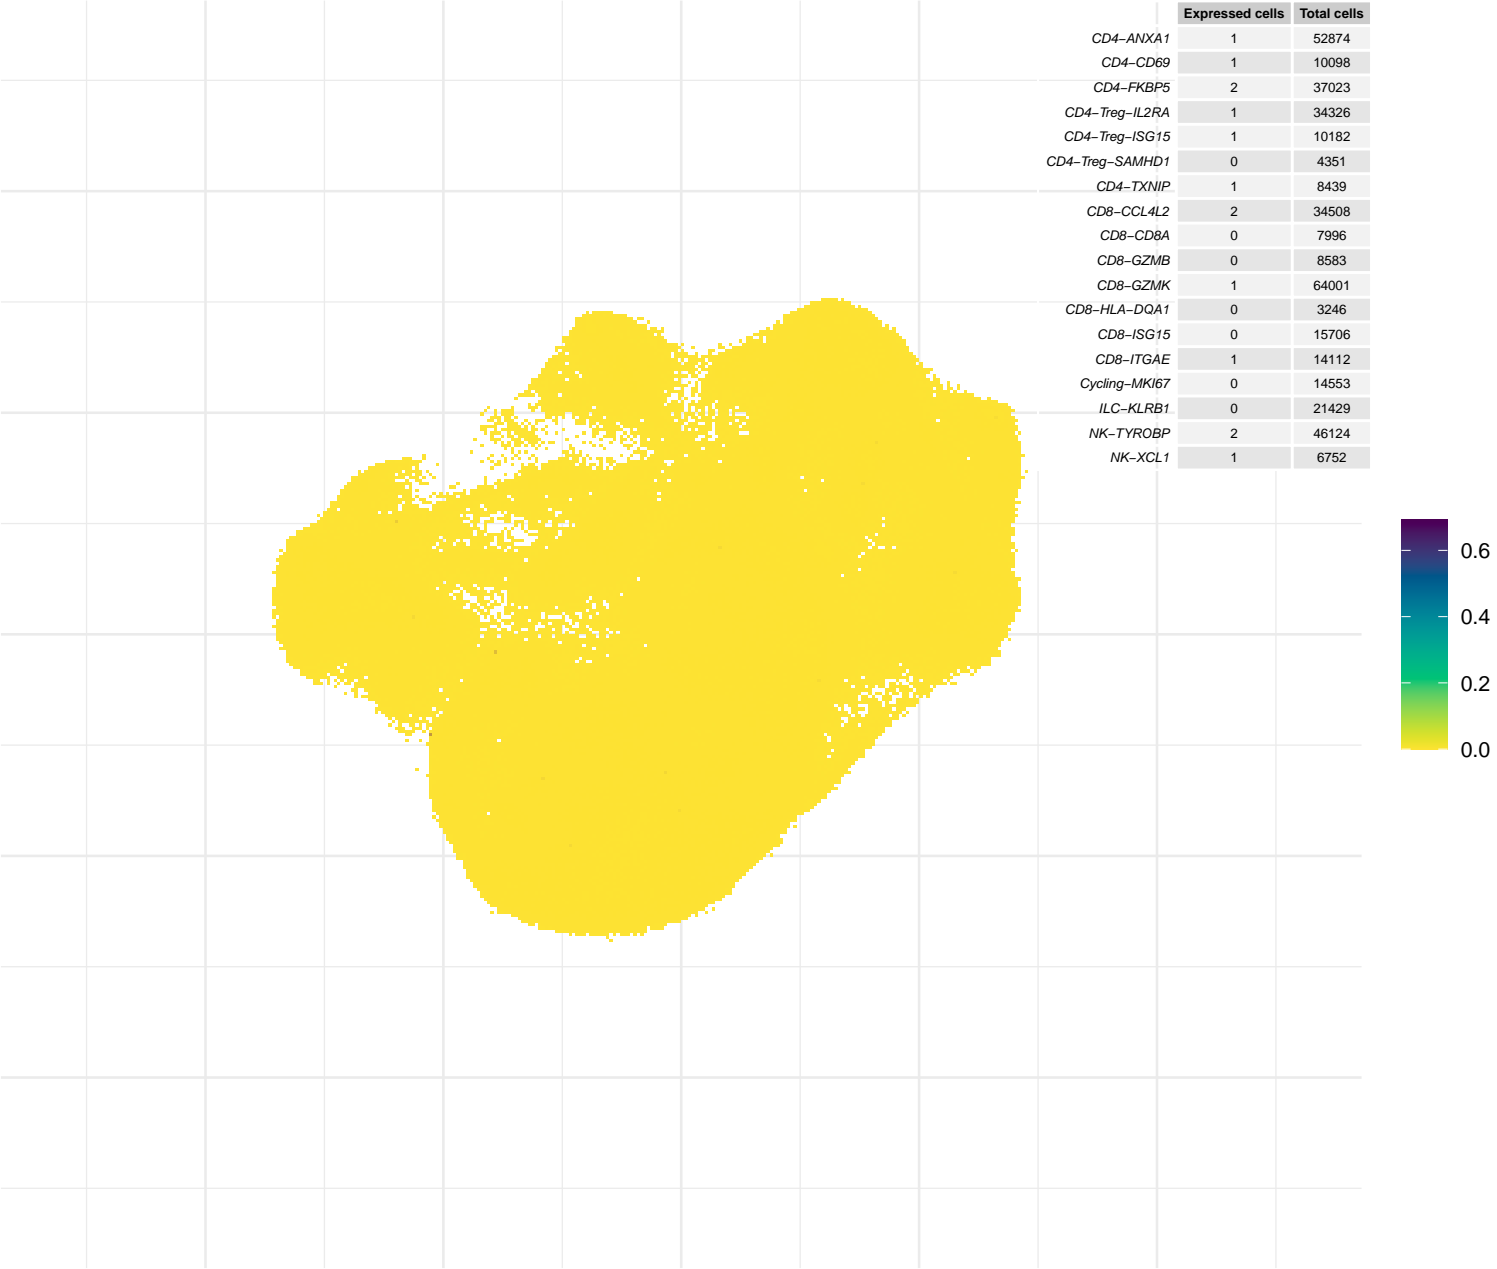 Expressed cells Total cells
CD4−ANXA1 1 52874
CD4−CD69 1 10098
CD4−FKBP5 2 37023
CD4−Treg−IL2RA 1 34326
CD4−Treg−ISG15 1 10182
CD4−Treg−SAMHD1 0 4351
CD4−TXNIP 1 8439
CD8−CCL4L2 2 34508
CD8−CD8A 0 7996
CD8−GZMB 0 8583
CD8−GZMK 1 64001
CD8−HLA−DQA1 0 3246
CD8−ISG15 0 15706
CD8−ITGAE 1 14112
Cycling−MKI67 0 14553
ILC−KLRB1 0 21429
NK−TYROBP 2 46124
NK−XCL1 1 6752
0.6
0.4
0.2
0.0